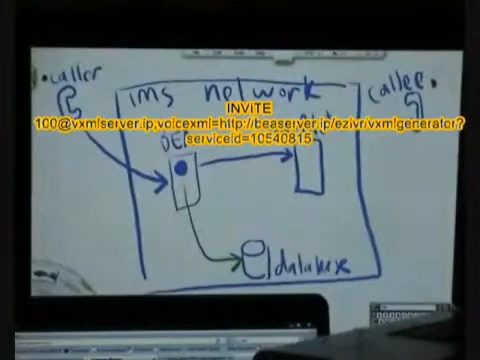 caller
ims network
callee
INVITE
100@vxmlserver.ip;voicexml=http://beaserver.ip/ezivr/vxmlgenerator?
serviceid=10540815
database